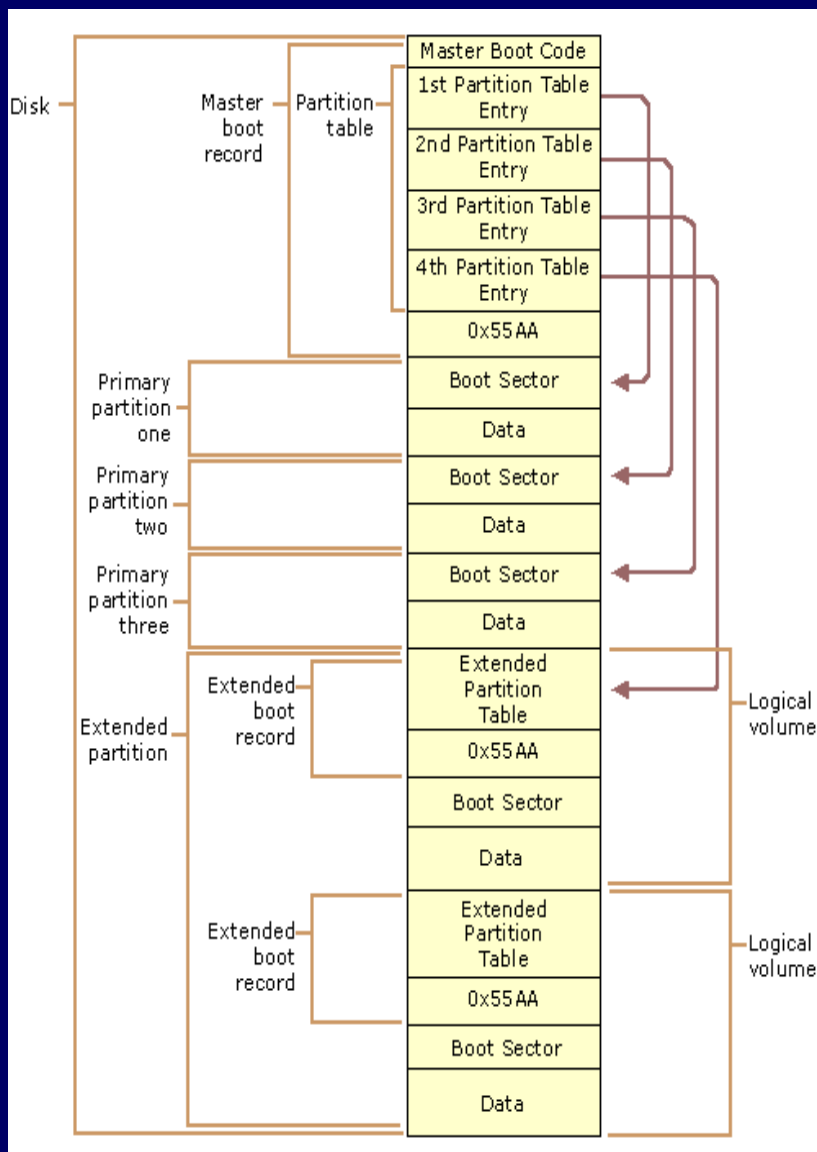 Master Boot Code
1st Partition Table
Entry
2nd Partition Table
Entry
3rd Partition Table
Entry
4th Partition Table
Entry
0x55AA
Boot Sector
Data
Boot Sector
Data
Boot Sector
Data
Extended
Partition
Table
0x55AA
Boot Sector
Data
Extended
Partition
Table
0x55AA
Boot Sector
Data
Disk
Master
boot
record
Partition
table
Primary
partition
one
Primary
partition
two
Primary
partition
three
Extended
partition
Extended
boot
record
Extended
boot
record
Logical
volume
Logical
volume